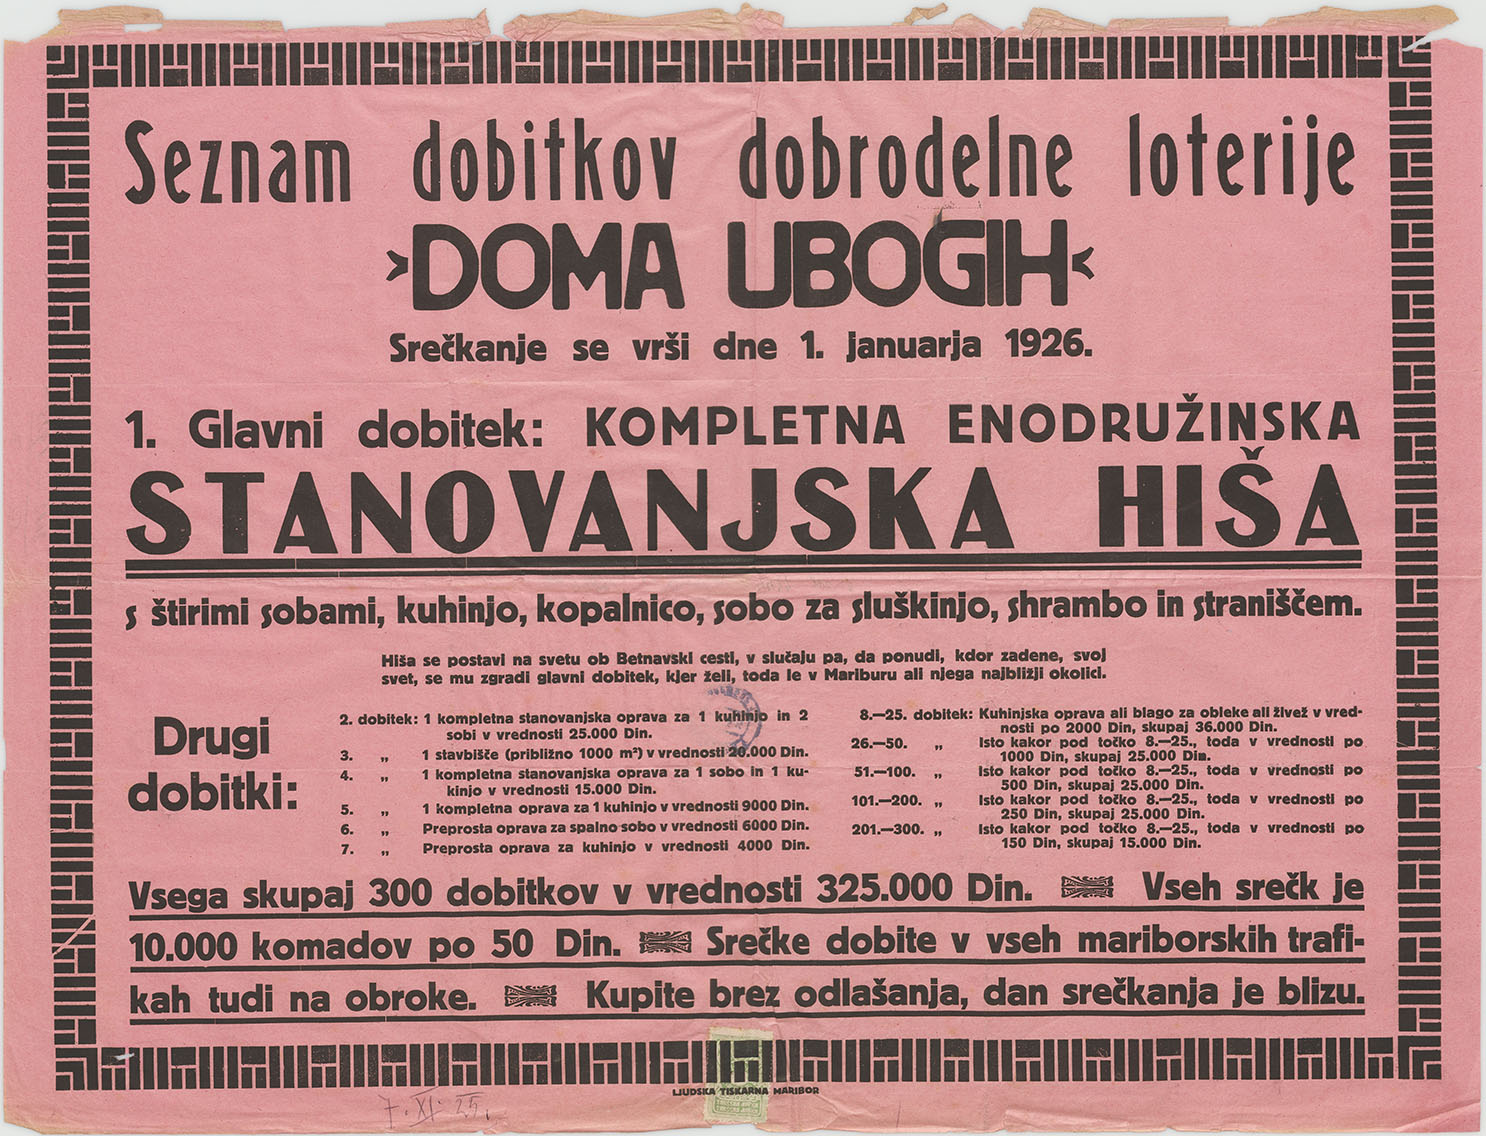 Seznam dobitkov dobrodelne loterije
›DOMA UBOGIH‹
Srečkanje se vrši dne 1. januarja 1926.
1. Glavni dobitek: KOMPLETNA ENODRUŽINSKA
STANOVANJSKA HIŠA
s štirimi sobami, kuhinjo, kopalnico, sobo za sluškinjo, shrambo in straniščem.
Hiša se postavi na svetu ob Betnavski cesti, v slučaju pa, da ponudi, kdor zadene, svoj
svet, se mu zgradi glavni dobitek, kjer želi, toda le v Mariburu ali njega najbližji okolici.
Drugi
dobitki:
2. dobitek: 1 kompletna stanovanjska oprava za 1 kuhinjo in 2
sobi v vrednosti 25.000 Din.
3. „ 1 stavbišče (približno 1000 m²) v vrednosti 20.000 Din.
4. „ 1 kompletna stanovanjska oprava za 1 sobo in 1 ku-
kinjo v vrednosti 15.000 Din.
5. „ 1 kompletna oprava za 1 kuhinjo v vrednosti 9000 Din.
6. „ Preprosta oprava za spalno sobo v vrednosti 6000 Din.
7. „ Preprosta oprava za kuhinjo v vrednosti 4000 Din.
8.—25. dobitek: Kuhinjska oprava ali blago za obleke ali živež v vred-
nosti po 2000 Din, skupaj 36.000 Din.
26.—50. „ Isto kakor pod točko 8.—25., toda v vrednosti po
1000 Din, skupaj 25.000 Din.
51.—100. „ Isto kakor pod točko 8.—25., toda v vrednosti po
500 Din, skupaj 25.000 Din.
101.—200. „ Isto kakor pod točko 8.—25., toda v vrednosti po
250 Din, skupaj 25.000 Din.
201.—300. „ Isto kakor pod točko 8.—25., toda v vrednosti po
150 Din, skupaj 15.000 Din.
Vsega skupaj 300 dobitkov v vrednosti 325.000 Din. Vseh srečk je
10.000 komadov po 50 Din. Srečke dobite v vseh mariborskih trafi-
kah tudi na obroke. Kupite brez odlašanja, dan srečkanja je blizu.
LJUDSKA TISKARNA MARIBOR
7. XI. 25.